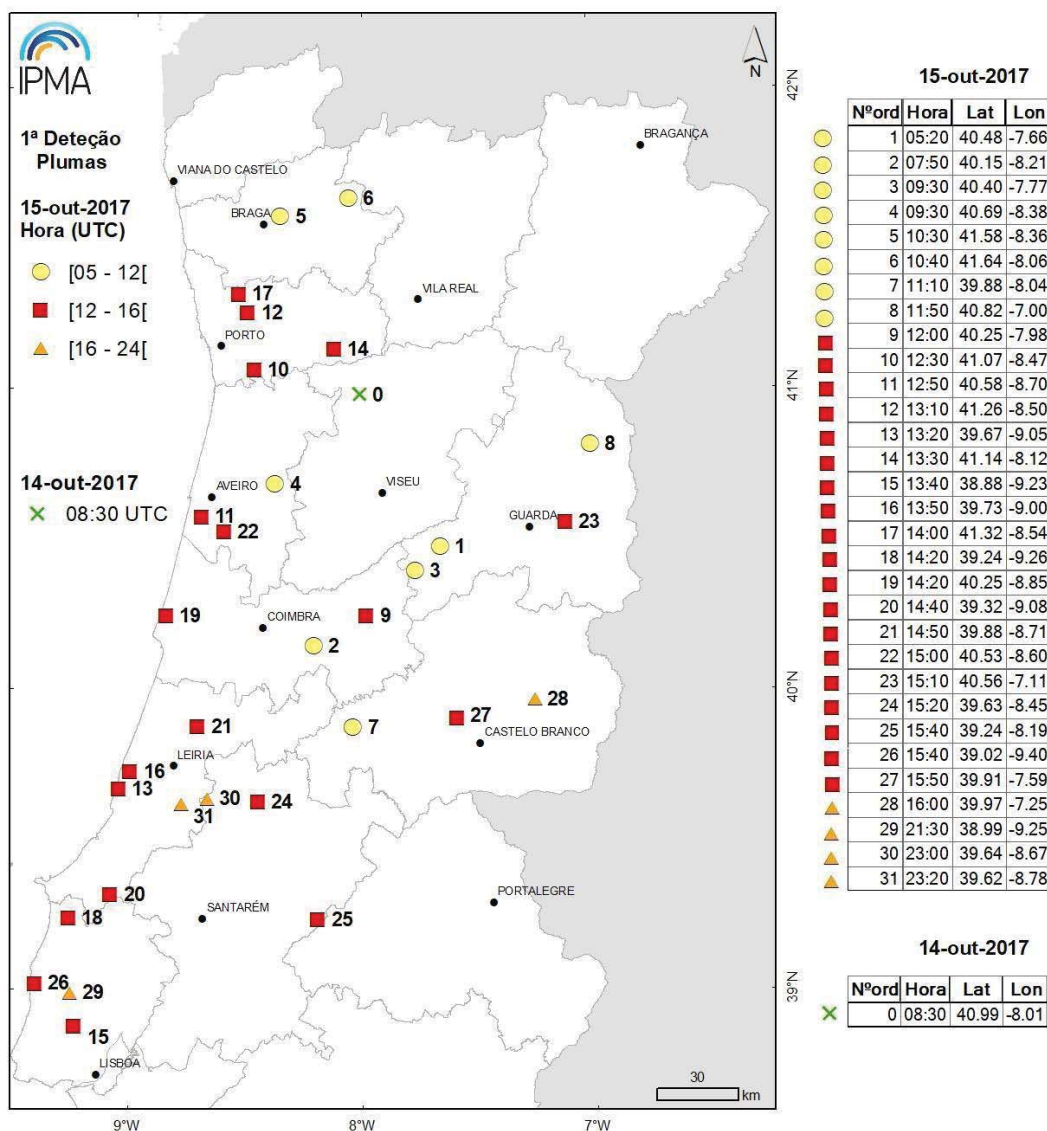 IPMA
1ª Deteção
Plumas
15-out-2017
Hora (UTC)
[05 - 12[
[12 - 16[
[16 - 24[
14-out-2017
08:30 UTC
N
BRAGANÇA
VIANA DO CASTELO
6
BRAGA
5
17
VILA REAL
12
PORTO
14
10
0
8
4
AVEIRO
VISEU
11
23
GUARDA
22
1
3
19
9
COIMBRA
2
28
27
21
7
CASTELO BRANCO
LEIRIA
16
13
30
24
31
20
PORTALEGRE
18
SANTARÉM
25
26
29
15
LISBOA
30
km
42°N
41°N
40°N
39°N
9°W
8°W
7°W
15-out-2017
Nºord Hora Lat Lon
1 05:20 40.48 -7.66
2 07:50 40.15 -8.21
3 09:30 40.40 -7.77
4 09:30 40.69 -8.38
5 10:30 41.58 -8.36
6 10:40 41.64 -8.06
7 11:10 39.88 -8.04
8 11:50 40.82 -7.00
9 12:00 40.25 -7.98
10 12:30 41.07 -8.47
11 12:50 40.58 -8.70
12 13:10 41.26 -8.50
13 13:20 39.67 -9.05
14 13:30 41.14 -8.12
15 13:40 38.88 -9.23
16 13:50 39.73 -9.00
17 14:00 41.32 -8.54
18 14:20 39.24 -9.26
19 14:20 40.25 -8.85
20 14:40 39.32 -9.08
21 14:50 39.88 -8.71
22 15:00 40.53 -8.60
23 15:10 40.56 -7.11
24 15:20 39.63 -8.45
25 15:40 39.24 -8.19
26 15:40 39.02 -9.40
27 15:50 39.91 -7.59
28 16:00 39.97 -7.25
29 21:30 38.99 -9.25
30 23:00 39.64 -8.67
31 23:20 39.62 -8.78
14-out-2017
Nºord Hora Lat Lon
0 08:30 40.99 -8.01